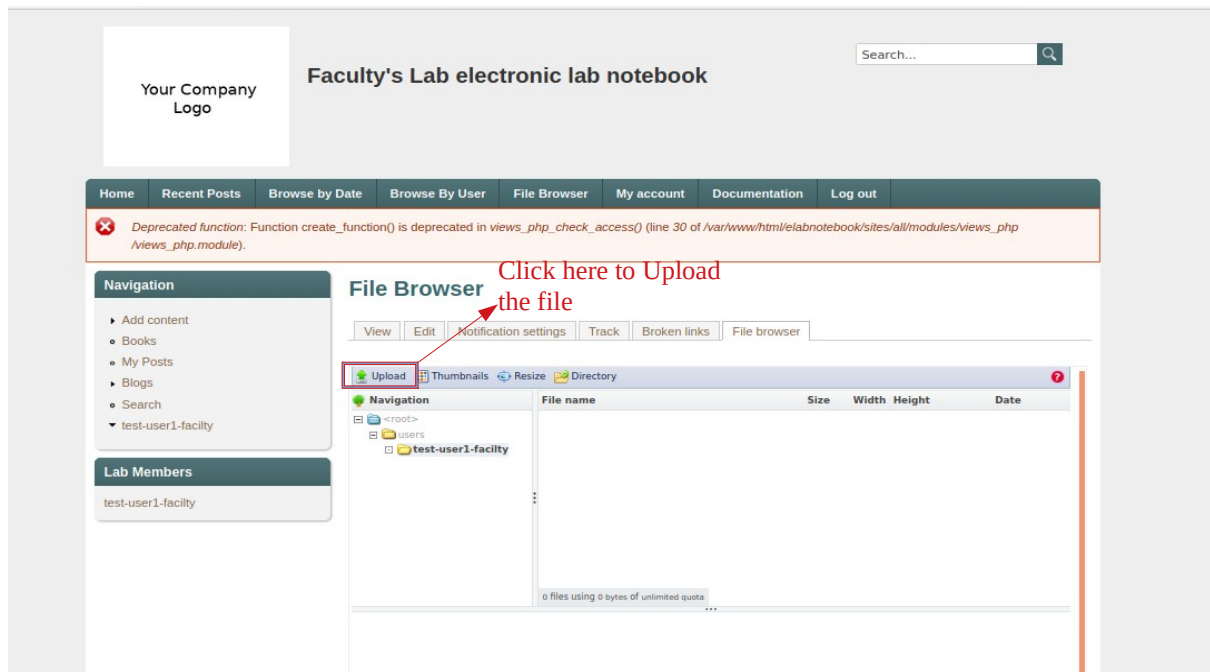 Your Company
Logo
Faculty's Lab electronic lab notebook
Search...
Home Recent Posts Browse by Date Browse By User File Browser My account Documentation Log out
Deprecated function: Function create_function() is deprecated in views_php_check_access() (line 30 of /var/www/html/elabnotebook/sites/all/modules/views_php
/views_php.module).
Navigation
Add content
Books
My Posts
Blogs
Search
test-user1-facilty
Lab Members
test-user1-facilty
File Browser
Click here to Upload
the file
View Edit Notification settings Track Broken links File browser
Upload Thumbnails Resize Directory
Navigation
<root>
users
test-user1-facilty
File name Size Width Height Date
0 files using 0 bytes of unlimited quota